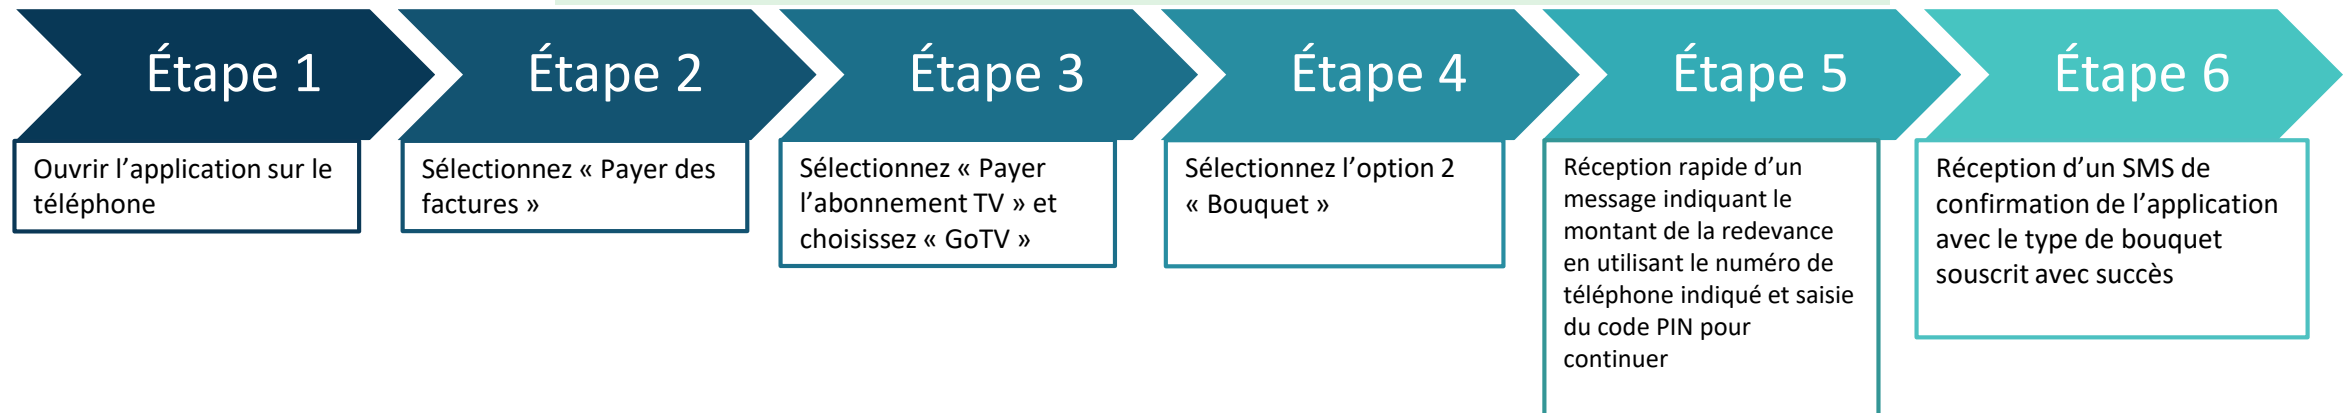 Étape 1
Ouvrir l’application sur le
téléphone
Étape 2
Sélectionnez « Payer des
factures »
Étape 3
Sélectionnez « Payer
l’abonnement TV » et
choisissez « GoTV »
Étape 4
Sélectionnez l’option 2
« Bouquet »
Étape 5
Réception rapide d’un
message indiquant le
montant de la redevance
en utilisant le numéro de
téléphone indiqué et saisie
du code PIN pour
continuer
Étape 6
Réception d’un SMS de
confirmation de l’application
avec le type de bouquet
souscrit avec succès